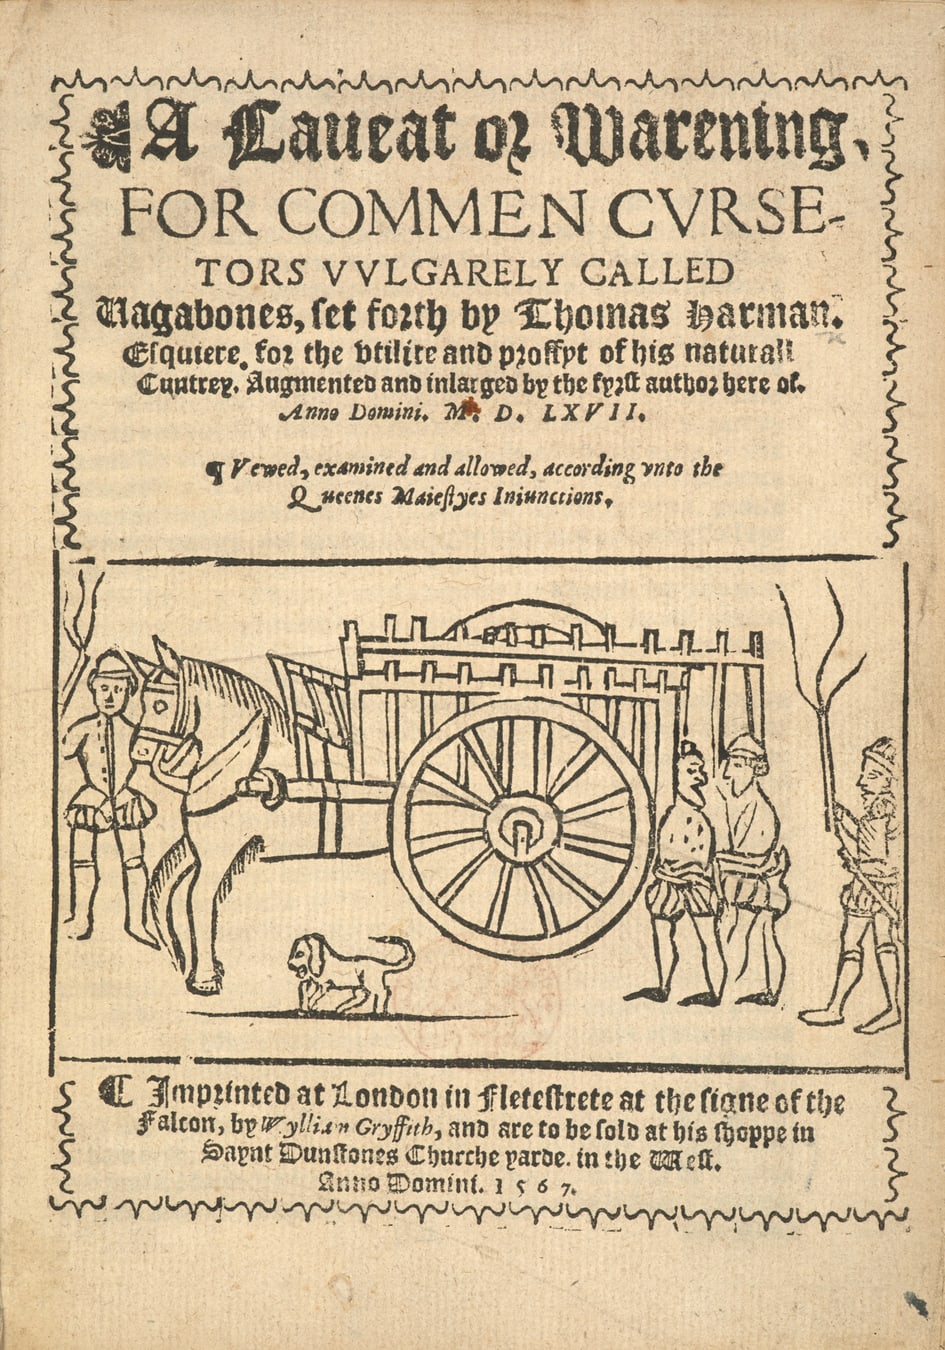 A Caueat or Warening,
FOR COMMEN CVRSE-
TORS VVLGARELY CALLED
Uagabones, set forth by Thomas Harman.
Esquiere. for the vtilite and proffyt of his naturall
Cuntrey. Augmented and inlarged by the fyrst author here of.
Anno Domini. M. D. LXVII.
¶ Vewed, examined and allowed, according vnto the
Queenes Maiestyes Iniunctions.
¶ Imprinted at London in Fletestrete at the signe of the
Falcon, by Wylliam Gryffith, and are to be sold at his shoppe in
Saynt Dunstones Churche yarde. in the West.
Anno Domini. 1567.